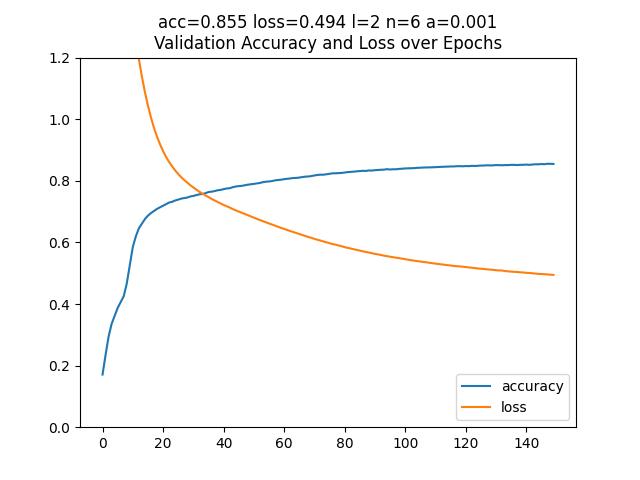 acc=0.855 loss=0.494 l=2 n=6 a=0.001
Validation Accuracy and Loss over Epochs
1.2
1.0
0.8
0.6
0.4
0.2
0.0
accuracy
loss
0 20 40 60 80 100 120 140